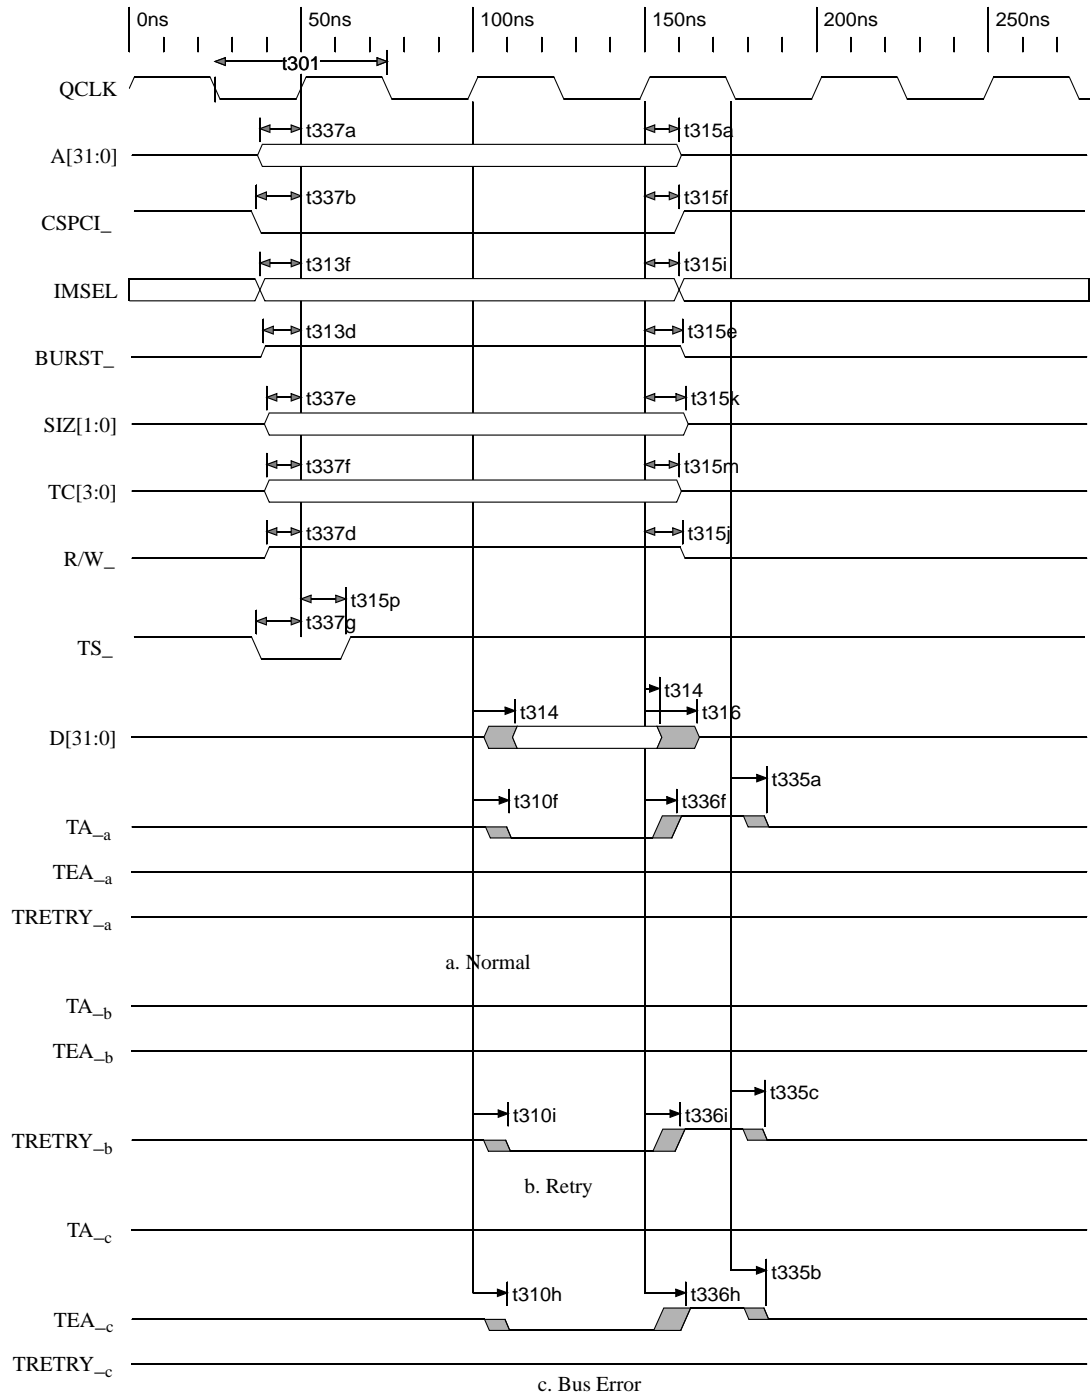 0ns 50ns 100ns 150ns 200ns 250ns
t301
QCLK
t337a t315a
A[31:0]
t337b t315f
CSPCI_
t313f t315i
IMSEL
t313d t315e
BURST_
t337e t315k
SIZ[1:0]
t337f t315m
TC[3:0]
t337d t315j
R/W_
t315p
t337g
TS_
t314
t314 t316
D[31:0]
t335a
t310f t336f
TA_a
TEA_a
TRETRY_a
a. Normal
TA_b
TEA_b
t335c
t310i t336i
TRETRY_b
b. Retry
TA_c
t335b
t310h t336h
TEA_c
TRETRY_c
c. Bus Error